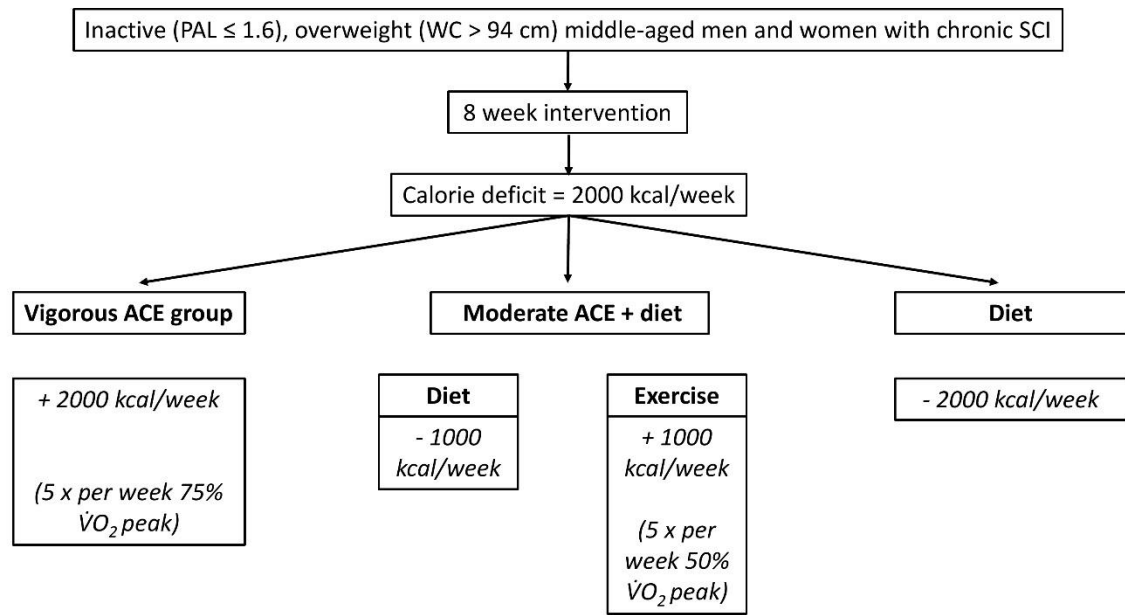 Inactive (PAL ≤ 1.6), overweight (WC > 94 cm) middle-aged men and women with chronic SCI
8 week intervention
Calorie deficit = 2000 kcal/week
Vigorous ACE group
+ 2000 kcal/week
(5 x per week 75%
V̇O₂ peak)
Moderate ACE + diet
Diet
- 1000
kcal/week
Exercise
+ 1000
kcal/week
(5 x per
week 50%
V̇O₂ peak)
Diet
- 2000 kcal/week